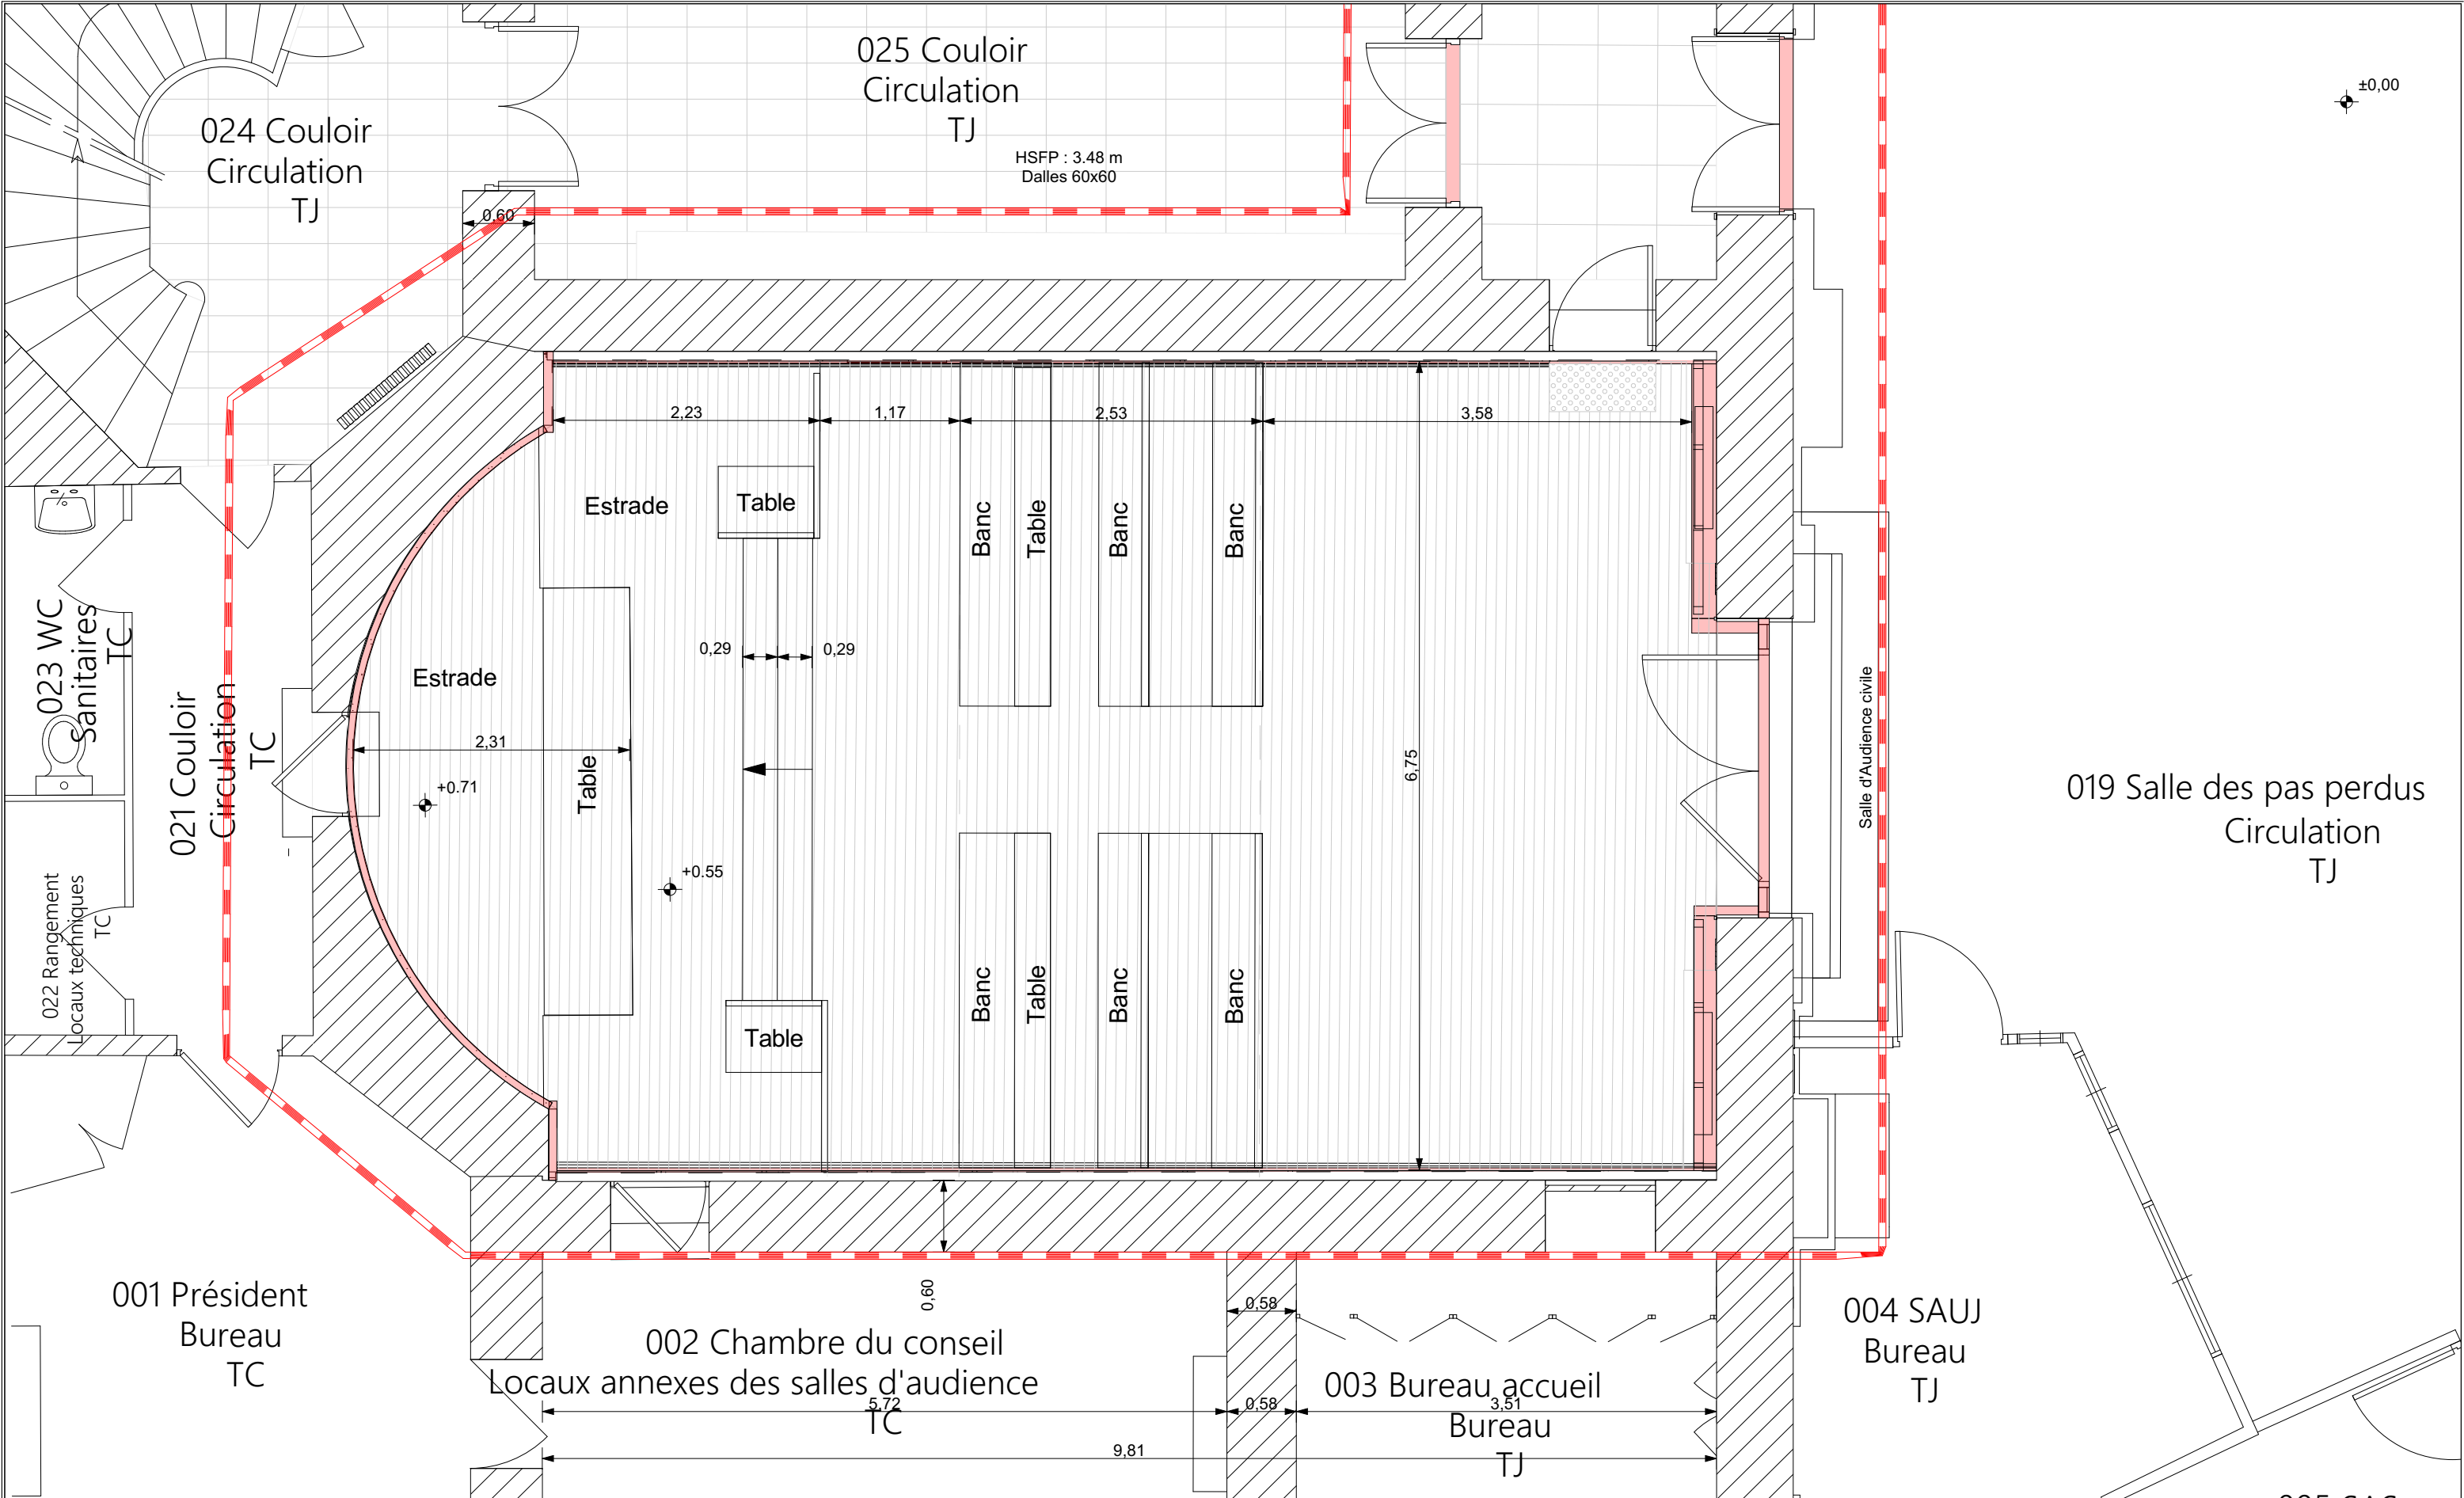 025 Couloir
Circulation
TJ
±0,00
024 Couloir
Circulation
TJ
HSFP : 3.48 m
Dalles 60x60
0,60
2,23
1,17
2,53
3,58
Estrade
Table
Banc
Table
Banc
Banc
023 WC
Sanitaires
TC
0,29
0,29
Estrade
021 Couloir
Circulation
TC
2,31
Table
6,75
+0.71
+0.55
Salle d'Audience civile
019 Salle des pas perdus
Circulation
TJ
022 Rangement
Locaux techniques
TC
Table
Banc
Table
Banc
Banc
0,60
0,58
001 Président
Bureau
TC
002 Chambre du conseil
Locaux annexes des salles d'audience
TC
003 Bureau accueil
Bureau
TJ
004 SAUJ
Bureau
TJ
5,72
0,58
3,51
9,81